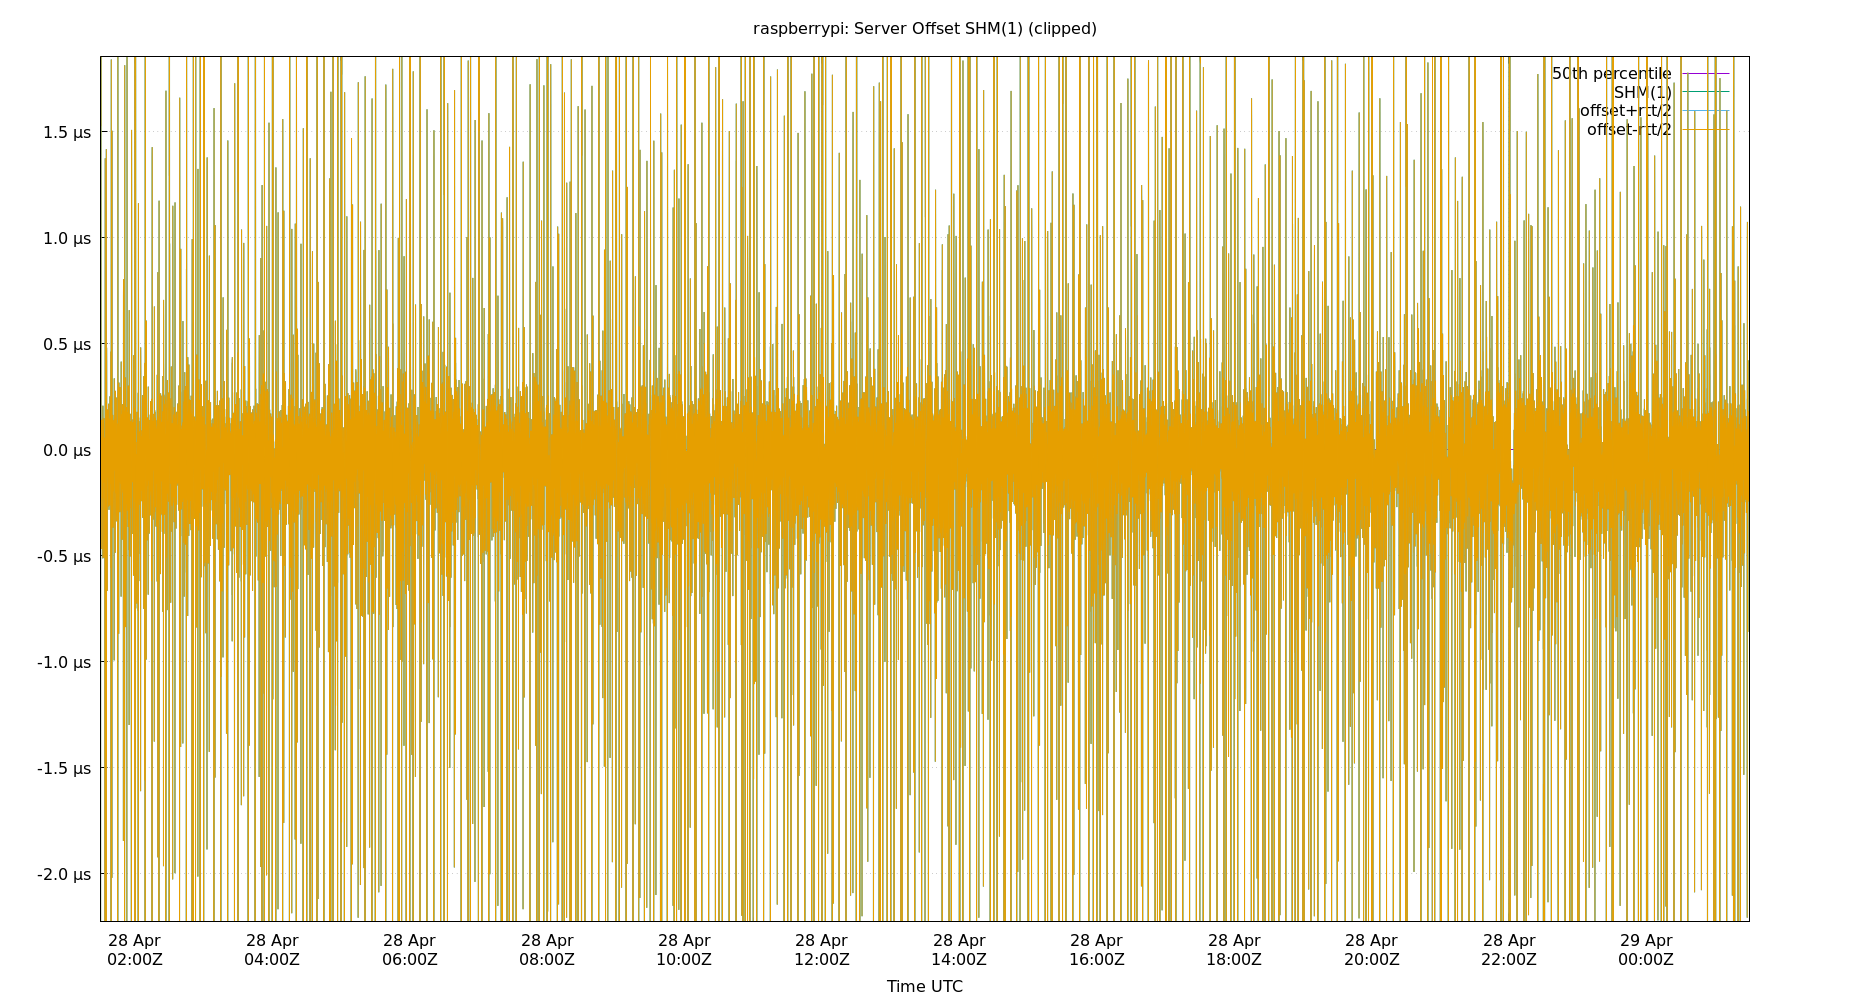 raspberrypi: Server Offset SHM(1) (clipped)
50th percentile
SHM(1)
offset+rtt/2
offset-rtt/2
1.5 µs
1.0 µs
0.5 µs
0.0 µs
-0.5 µs
-1.0 µs
-1.5 µs
-2.0 µs
28 Apr 28 Apr 28 Apr 28 Apr 28 Apr 28 Apr 28 Apr 28 Apr 28 Apr 28 Apr 28 Apr 29 Apr
02:00Z 04:00Z 06:00Z 08:00Z 10:00Z 12:00Z 14:00Z 16:00Z 18:00Z 20:00Z 22:00Z 00:00Z
Time UTC